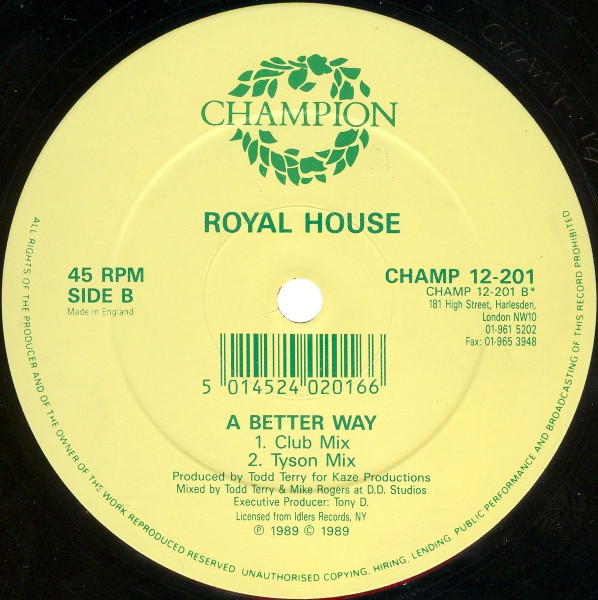 CHAMPION
ROYAL HOUSE
45 RPM
SIDE B
Made in England
CHAMP 12-201
CHAMP 12-201 B*
181 High Street, Harlesden,
London NW10
01-961 5202
Fax: 01-965 3948
5 014524 020166
A BETTER WAY
1. Club Mix
2. Tyson Mix
Produced by Todd Terry for Kaze Productions
Mixed by Todd Terry & Mike Rogers at D.D. Studios
Executive Producer: Tony D.
Licensed from Idlers Records, NY
℗ 1989 © 1989
ALL RIGHTS OF THE PRODUCER AND OF THE OWNER OF THE WORK REPRODUCED RESERVED. UNAUTHORISED COPYING, HIRING, LENDING, PUBLIC PERFORMANCE AND BROADCASTING OF THIS RECORD PROHIBITED